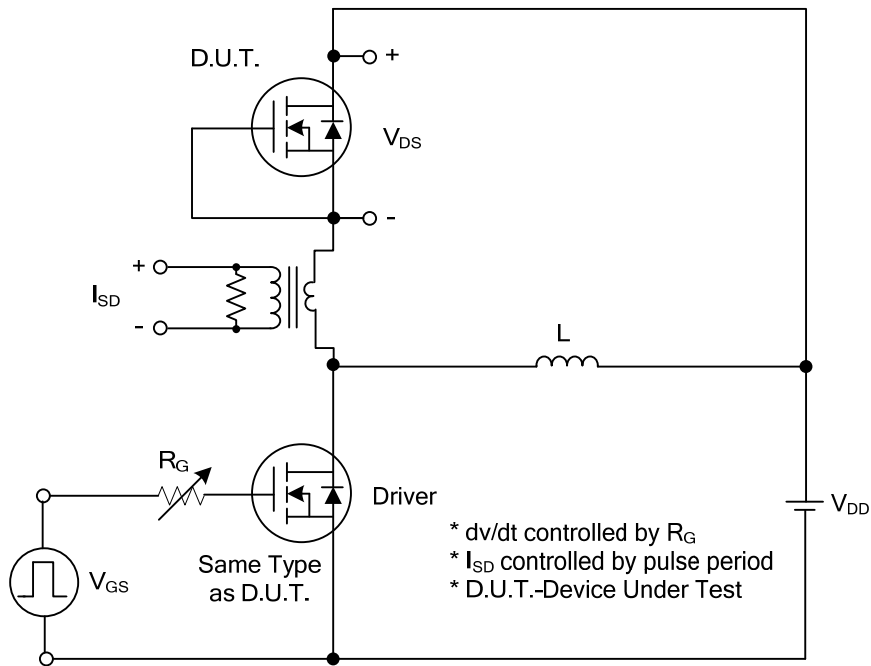 D.U.T.
+
V_DS
-
+
I_SD
-
L
R_G
Driver
V_DD
Same Type
as D.U.T.
V_GS
* dv/dt controlled by R_G
* I_SD controlled by pulse period
* D.U.T.-Device Under Test